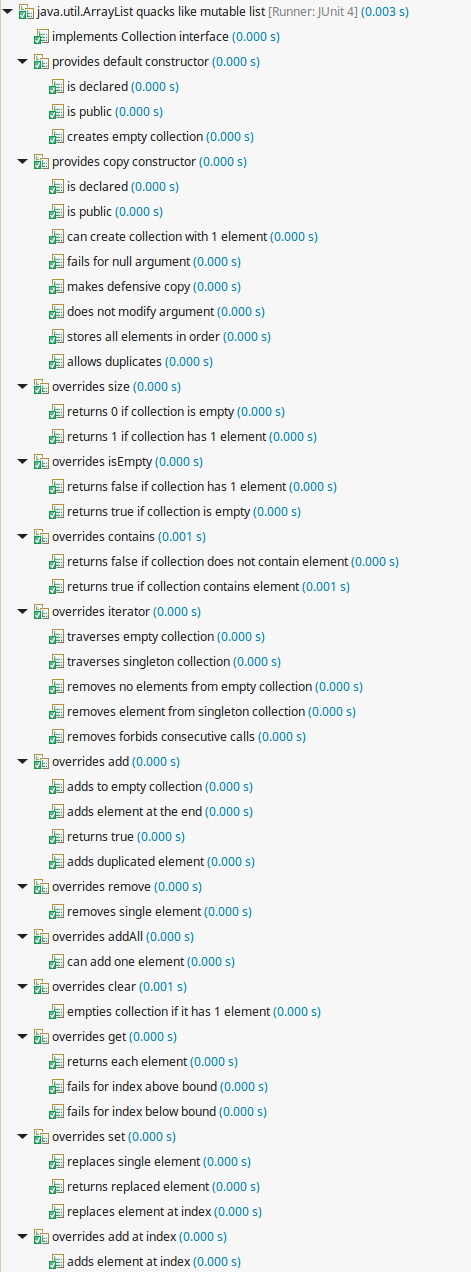 java.util.ArrayList quacks like mutable list [Runner: JUnit 4] (0.003 s)
implements Collection interface (0.000 s)
provides default constructor (0.000 s)
is declared (0.000 s)
is public (0.000 s)
creates empty collection (0.000 s)
provides copy constructor (0.000 s)
is declared (0.000 s)
is public (0.000 s)
can create collection with 1 element (0.000 s)
fails for null argument (0.000 s)
makes defensive copy (0.000 s)
does not modify argument (0.000 s)
stores all elements in order (0.000 s)
allows duplicates (0.000 s)
overrides size (0.000 s)
returns 0 if collection is empty (0.000 s)
returns 1 if collection has 1 element (0.000 s)
overrides isEmpty (0.000 s)
returns false if collection has 1 element (0.000 s)
returns true if collection is empty (0.000 s)
overrides contains (0.001 s)
returns false if collection does not contain element (0.000 s)
returns true if collection contains element (0.001 s)
overrides iterator (0.000 s)
traverses empty collection (0.000 s)
traverses singleton collection (0.000 s)
removes no elements from empty collection (0.000 s)
removes element from singleton collection (0.000 s)
removes forbids consecutive calls (0.000 s)
overrides add (0.000 s)
adds to empty collection (0.000 s)
adds element at the end (0.000 s)
returns true (0.000 s)
adds duplicated element (0.000 s)
overrides remove (0.000 s)
removes single element (0.000 s)
overrides addAll (0.000 s)
can add one element (0.000 s)
overrides clear (0.001 s)
empties collection if it has 1 element (0.000 s)
overrides get (0.000 s)
returns each element (0.000 s)
fails for index above bound (0.000 s)
fails for index below bound (0.000 s)
overrides set (0.000 s)
replaces single element (0.000 s)
returns replaced element (0.000 s)
replaces element at index (0.000 s)
overrides add at index (0.000 s)
adds element at index (0.000 s)